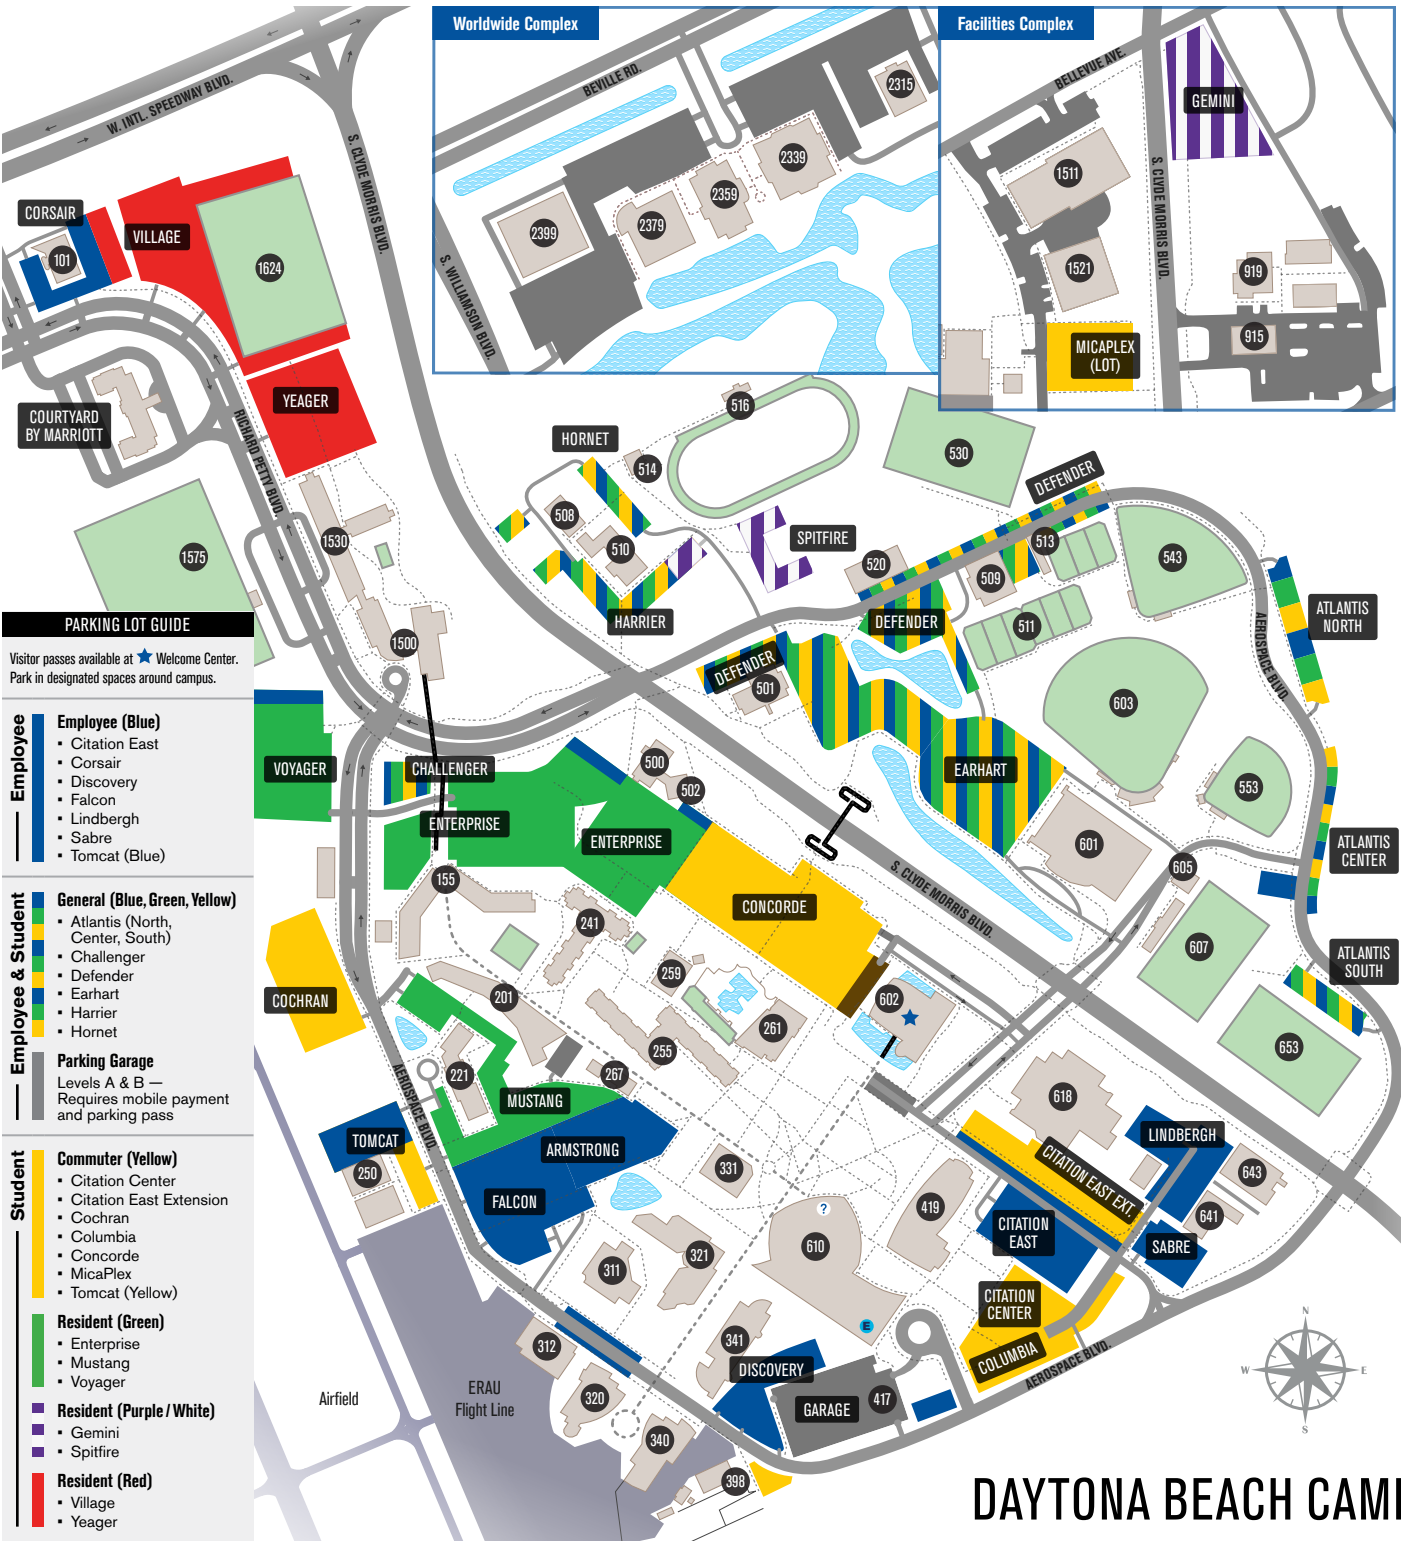 Worldwide Complex
Facilities Complex
W. INTL. SPEEDWAY BLVD.
S. CLYDE MORRIS BLVD.
BEVILLE RD.
S. WILLIAMSON BLVD.
2315
2339
2359
2379
2399
BELLEVUE AVE.
S. CLYDE MORRIS BLVD.
GEMINI
1511
1521
919
915
MICAPLEX
(LOT)
CORSAIR
101
VILLAGE
1624
YEAGER
COURTYARD
BY MARRIOTT
RICHARD PETTY BLVD.
1575
1530
1500
HORNET
516
514
508
510
HARRIER
SPITFIRE
530
DEFENDER
520
513
509
543
DEFENDER
511
DEFENDER
501
603
AEROSPACE BLVD.
ATLANTIS
NORTH
EARHART
553
ATLANTIS
CENTER
601
605
607
ATLANTIS
SOUTH
653
PARKING LOT GUIDE
Visitor passes available at Welcome Center.
Park in designated spaces around campus.
Employee
Employee (Blue)
▪ Citation East
▪ Corsair
▪ Discovery
▪ Falcon
▪ Lindbergh
▪ Sabre
▪ Tomcat (Blue)
Employee & Student
General (Blue, Green, Yellow)
▪ Atlantis (North,
Center, South)
▪ Challenger
▪ Defender
▪ Earhart
▪ Harrier
▪ Hornet
Parking Garage
Levels A & B —
Requires mobile payment
and parking pass
Student
Commuter (Yellow)
▪ Citation Center
▪ Citation East Extension
▪ Cochran
▪ Columbia
▪ Concorde
▪ MicaPlex
▪ Tomcat (Yellow)
Resident (Green)
▪ Enterprise
▪ Mustang
▪ Voyager
Resident (Purple / White)
▪ Gemini
▪ Spitfire
Resident (Red)
▪ Village
▪ Yeager
VOYAGER
CHALLENGER
ENTERPRISE
ENTERPRISE
500
502
155
CONCORDE
S. CLYDE MORRIS BLVD.
COCHRAN
241
259
201
255
261
602
221
267
MUSTANG
AEROSPACE BLVD.
TOMCAT
250
ARMSTRONG
FALCON
331
618
LINDBERGH
CITATION EAST EXT.
643
641
SABRE
419
CITATION
EAST
?
610
311
321
E
CITATION
CENTER
COLUMBIA
AEROSPACE BLVD.
312
341
DISCOVERY
320
GARAGE
417
340
398
Airfield
ERAU
Flight Line
N
W
E
S
DAYTONA BEACH CAM